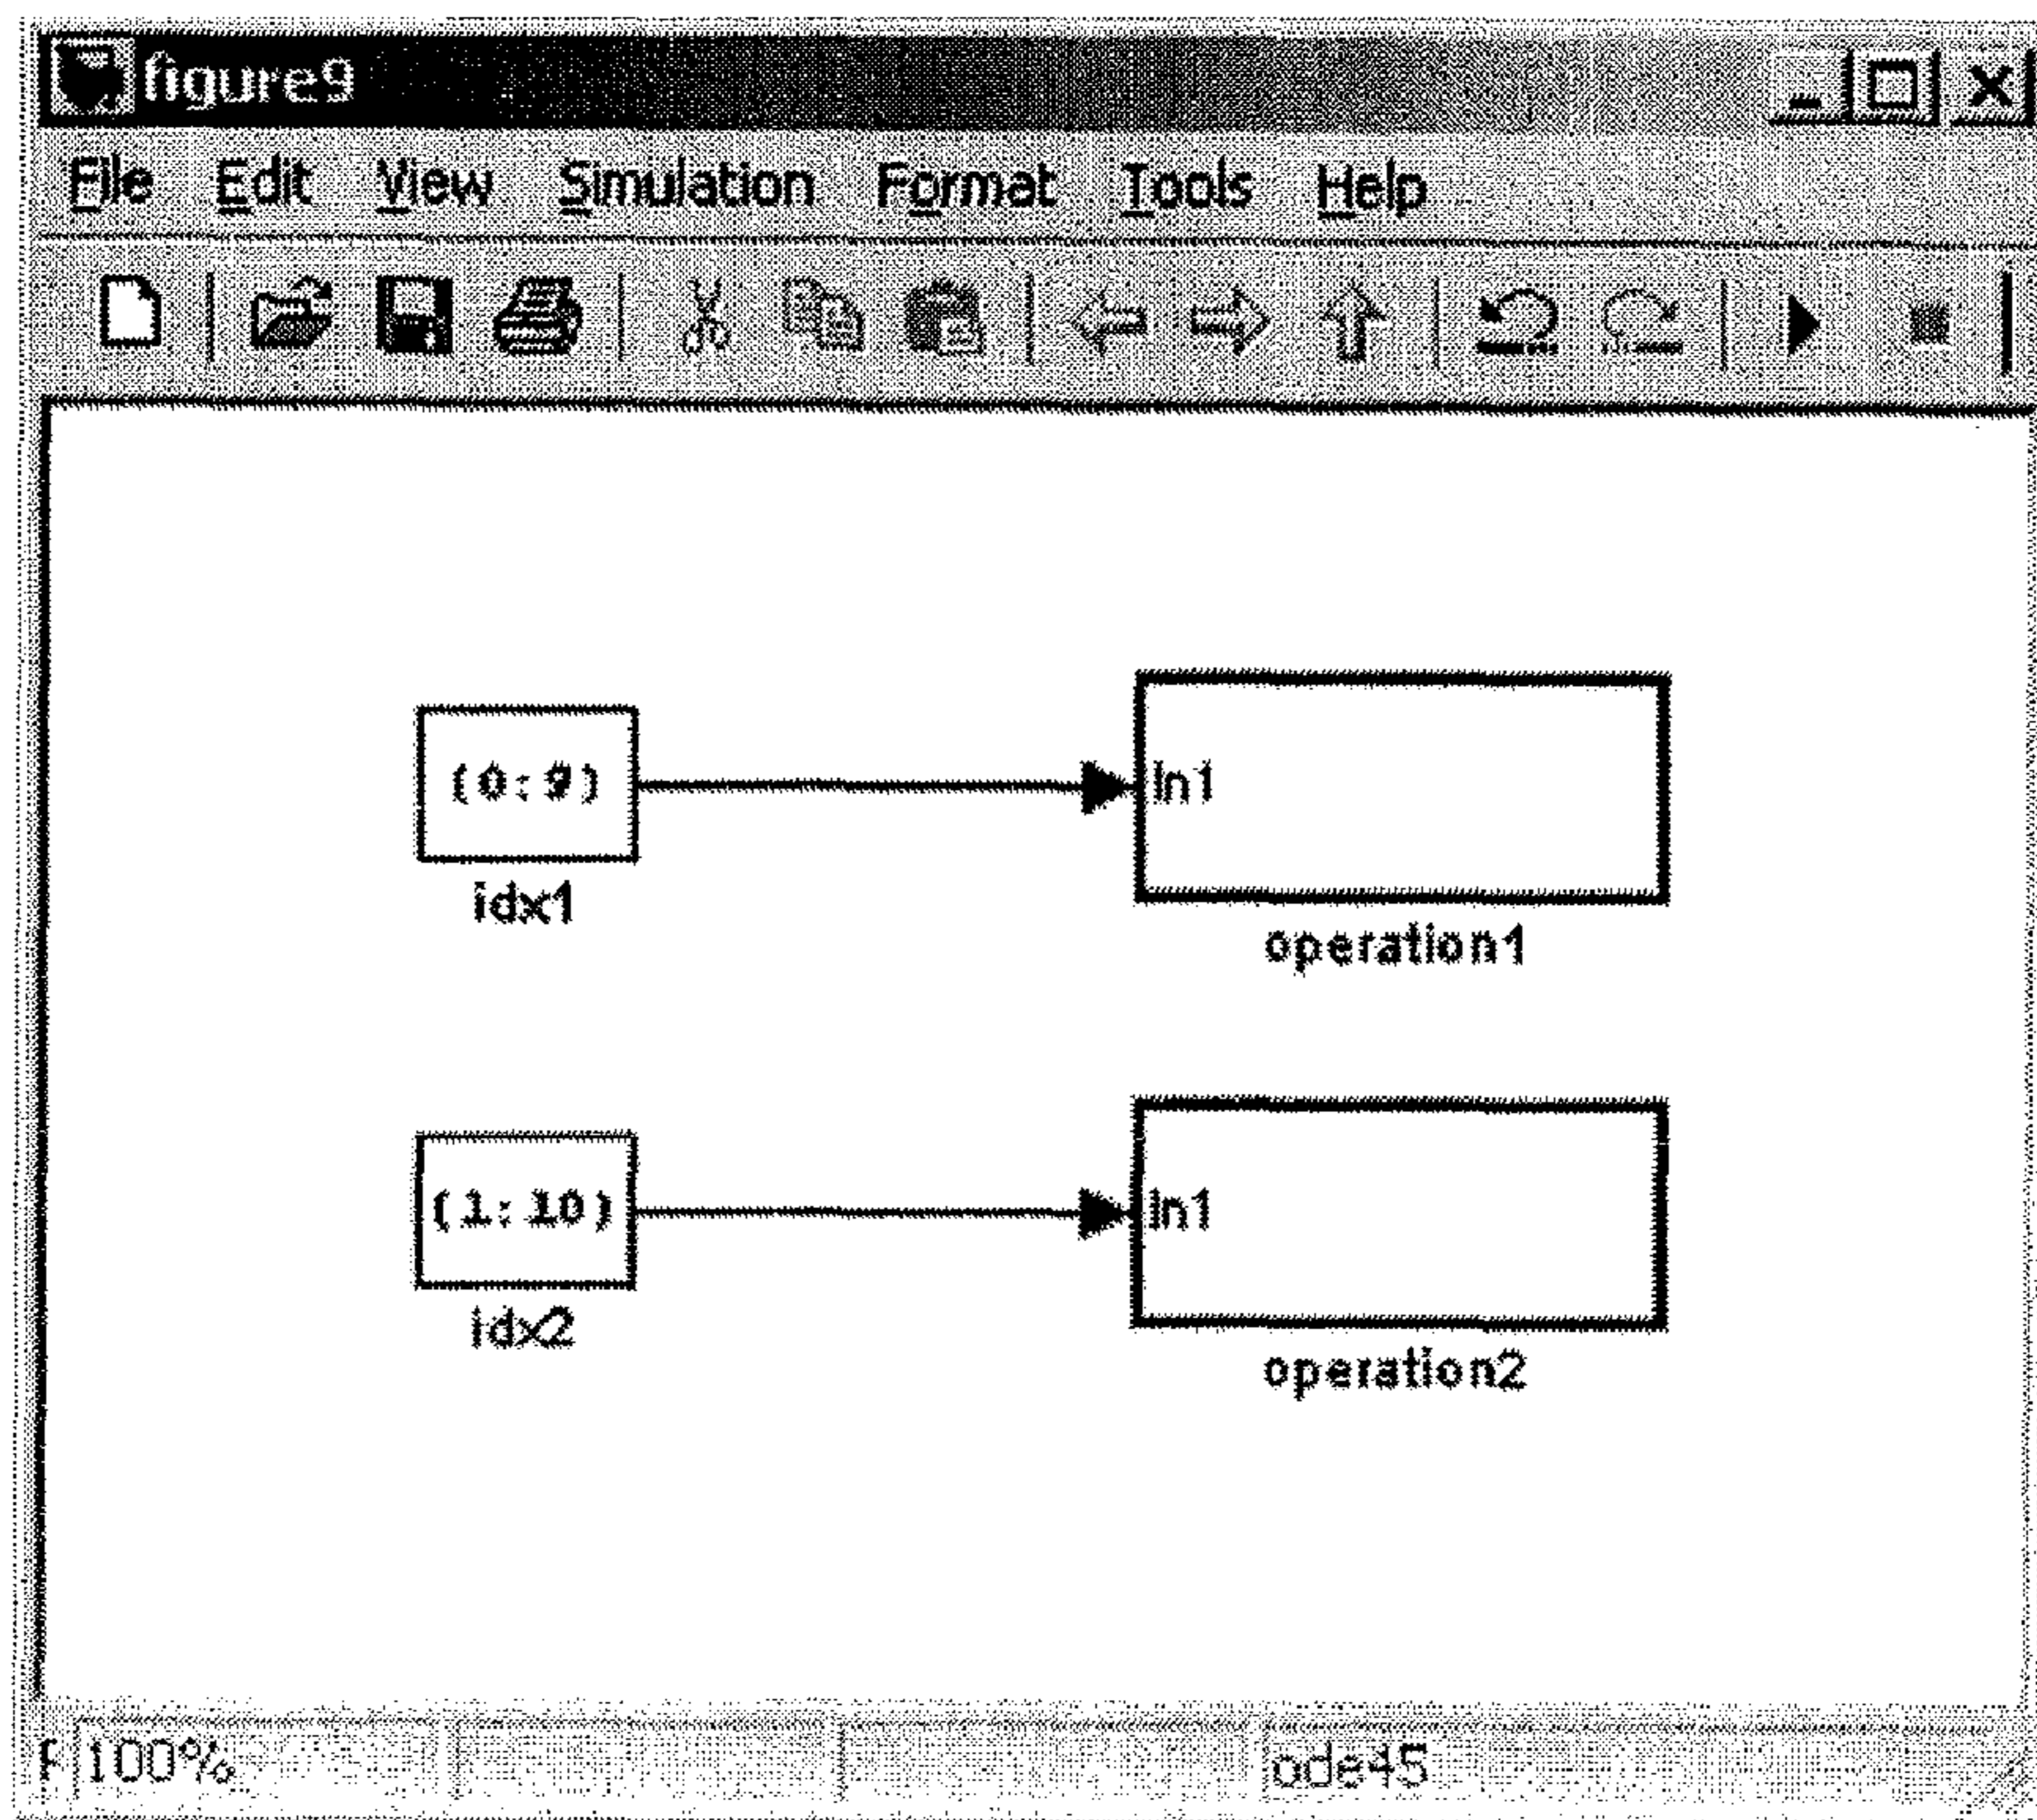 figure9
File Edit View Simulation Format Tools Help
(0:9)
In1
idx1
operation1
(1:10)
In1
idx2
operation2
100%
ode45